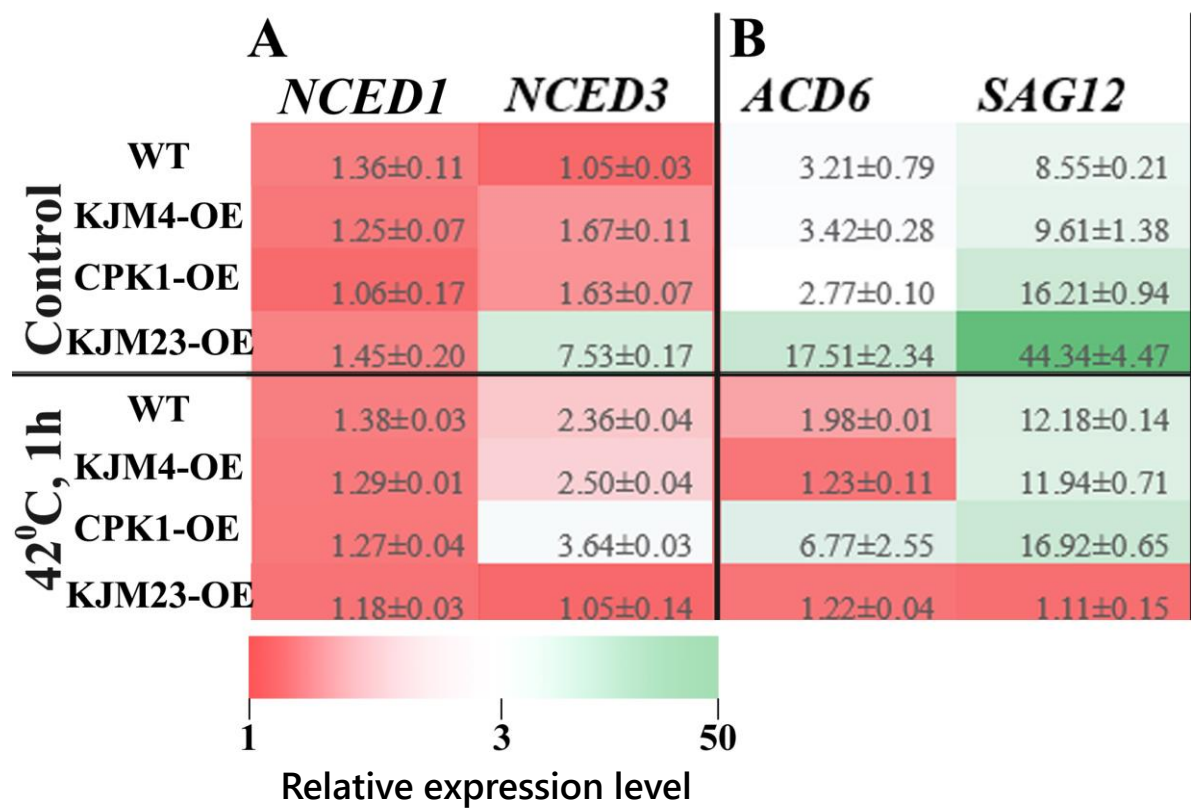 A B
NCED1 NCED3 ACD6 SAG12
Control
WT 1.36±0.11 1.05±0.03 3.21±0.79 8.55±0.21
KJM4-OE 1.25±0.07 1.67±0.11 3.42±0.28 9.61±1.38
CPK1-OE 1.06±0.17 1.63±0.07 2.77±0.10 16.21±0.94
KJM23-OE 1.45±0.20 7.53±0.17 17.51±2.34 44.34±4.47
42⁰C, 1h
WT 1.38±0.03 2.36±0.04 1.98±0.01 12.18±0.14
KJM4-OE 1.29±0.01 2.50±0.04 1.23±0.11 11.94±0.71
CPK1-OE 1.27±0.04 3.64±0.03 6.77±2.55 16.92±0.65
KJM23-OE 1.18±0.03 1.05±0.14 1.22±0.04 1.11±0.15
1 3 50
Relative expression level